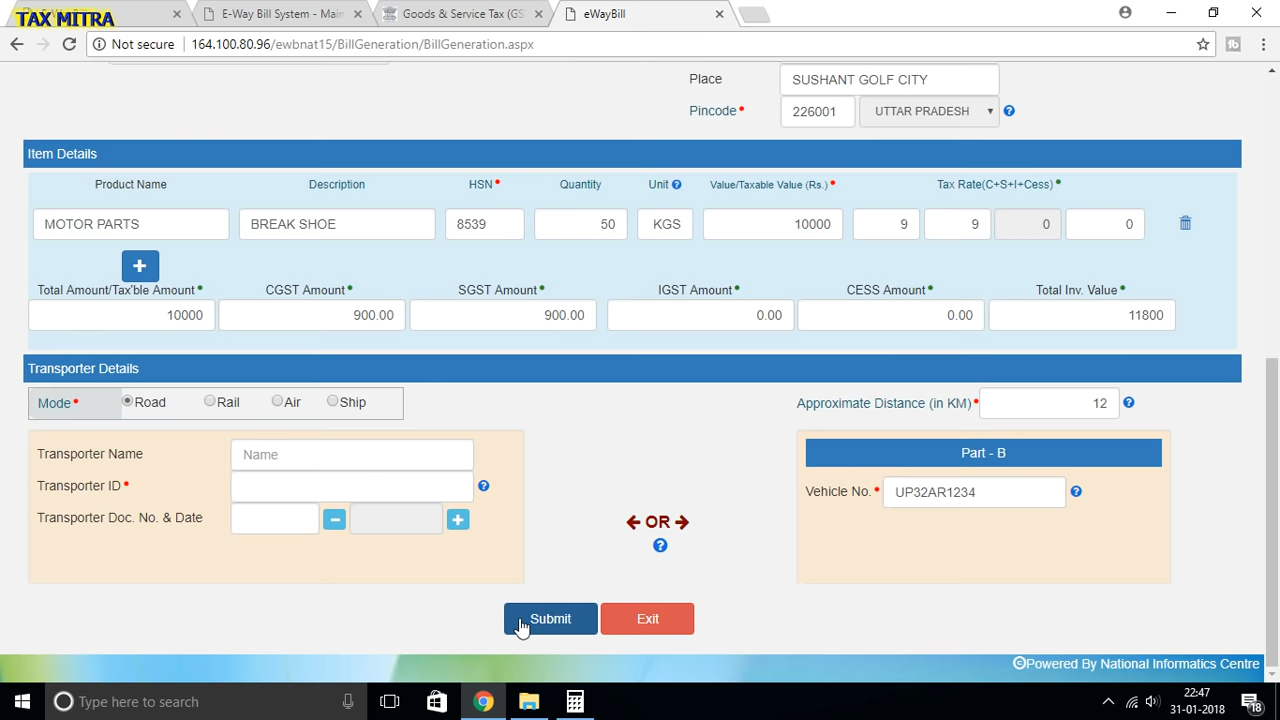 TAX MITRA
E-Way Bill System - Main
Goods & Service Tax (GS
eWayBill
Not secure
164.100.80.96/ewbnat15/BillGeneration/BillGeneration.aspx
Place
SUSHANT GOLF CITY
Pincode•
226001
UTTAR PRADESH
Item Details
Product Name Description HSN• Quantity Unit Value/Taxable Value (Rs.)• Tax Rate(C+S+I+Cess)•
MOTOR PARTS BREAK SHOE 8539 50 KGS 10000 9 9 0 0
+
Total Amount/Tax'ble Amount• CGST Amount• SGST Amount• IGST Amount• CESS Amount• Total Inv. Value•
10000 900.00 900.00 0.00 0.00 11800
Transporter Details
Mode• Road Rail Air Ship
Approximate Distance (in KM)• 12
Transporter Name Name
Transporter ID•
Transporter Doc. No. & Date
OR
Part - B
Vehicle No.• UP32AR1234
Submit Exit
©Powered By National Informatics Centre
Type here to search
22:47
31-01-2018
18